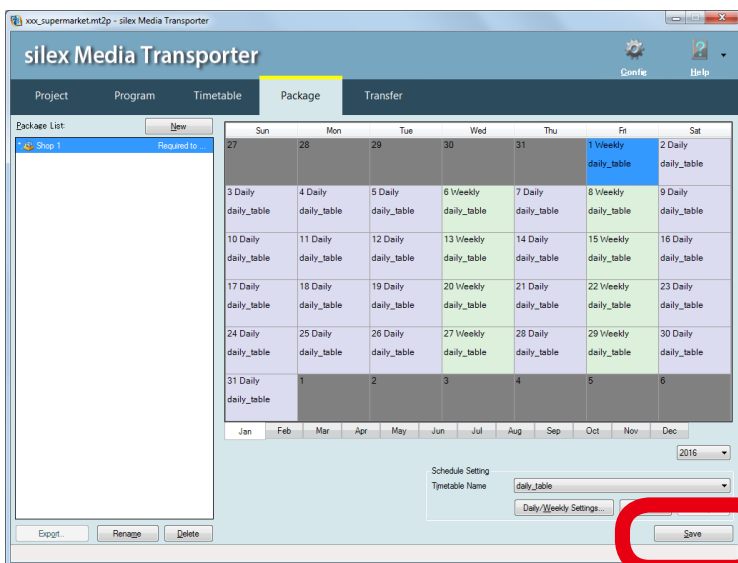 xxx_supermarket.mt2p - silex Media Transporter
silex Media Transporter
Config
Help
Project Program Timetable Package Transfer
Package List: New
* Shop 1 Required to ...
Sun Mon Tue Wed Thu Fri Sat
27 28 29 30 31 1 Weekly 2 Daily
daily_table daily_table
3 Daily 4 Daily 5 Daily 6 Weekly 7 Daily 8 Weekly 9 Daily
daily_table daily_table daily_table daily_table daily_table daily_table daily_table
10 Daily 11 Daily 12 Daily 13 Weekly 14 Daily 15 Weekly 16 Daily
daily_table daily_table daily_table daily_table daily_table daily_table daily_table
17 Daily 18 Daily 19 Daily 20 Weekly 21 Daily 22 Weekly 23 Daily
daily_table daily_table daily_table daily_table daily_table daily_table daily_table
24 Daily 25 Daily 26 Daily 27 Weekly 28 Daily 29 Weekly 30 Daily
daily_table daily_table daily_table daily_table daily_table daily_table daily_table
31 Daily 1 2 3 4 5 6
daily_table
Jan Feb Mar Apr May Jun Jul Aug Sep Oct Nov Dec
2016
Schedule Setting
Timetable Name daily_table
Daily/Weekly Settings...
Export... Rename Delete Save